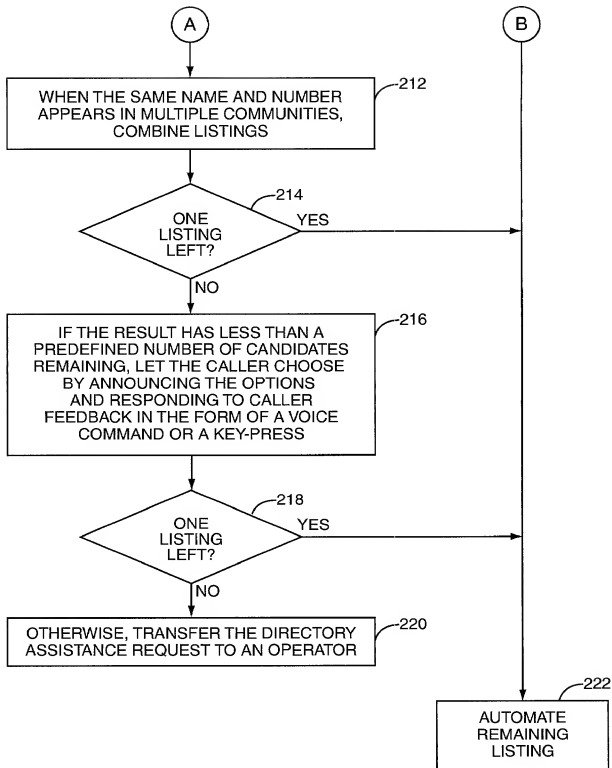 A
B
WHEN THE SAME NAME AND NUMBER
APPEARS IN MULTIPLE COMMUNITIES,
COMBINE LISTINGS
212
ONE
LISTING
LEFT?
214
YES
NO
IF THE RESULT HAS LESS THAN A
PREDEFINED NUMBER OF CANDIDATES
REMAINING, LET THE CALLER CHOOSE
BY ANNOUNCING THE OPTIONS
AND RESPONDING TO CALLER
FEEDBACK IN THE FORM OF A VOICE
COMMAND OR A KEY-PRESS
216
ONE
LISTING
LEFT?
218
YES
NO
OTHERWISE, TRANSFER THE DIRECTORY
ASSISTANCE REQUEST TO AN OPERATOR
220
222
AUTOMATE
REMAINING
LISTING